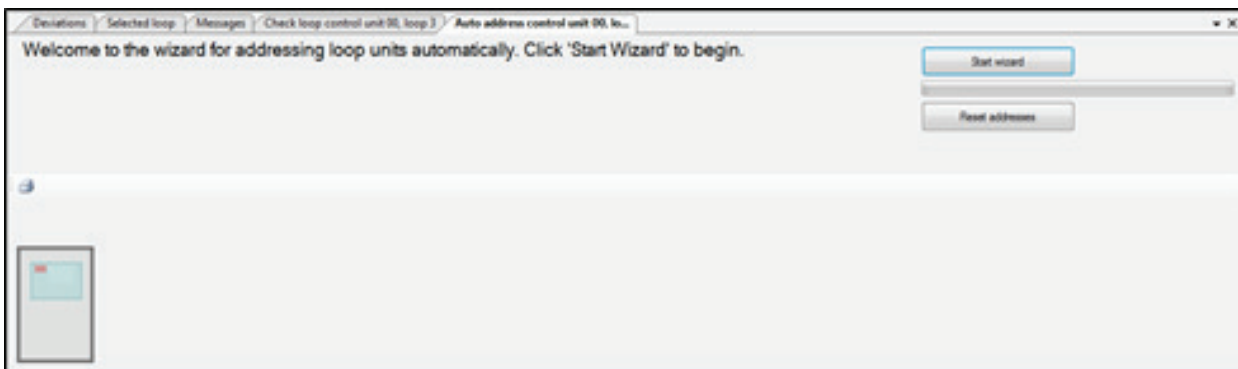 Deviations Selected loop Messages Check loop control unit 00, loop 3 Auto address control unit 00, lo...
Welcome to the wizard for addressing loop units automatically. Click 'Start Wizard' to begin.
Start wizard
Reset addresses